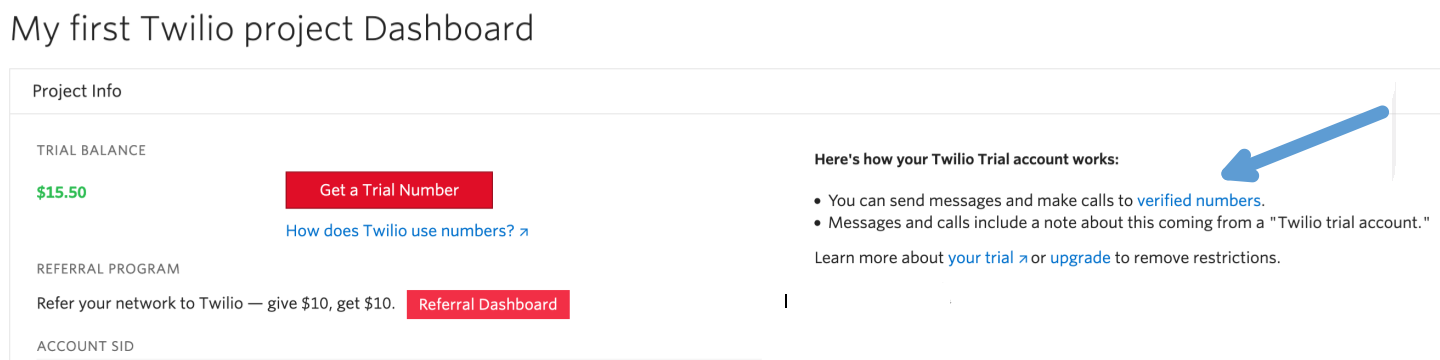 My first Twilio project Dashboard
Project Info
TRIAL BALANCE
$15.50
Get a Trial Number
How does Twilio use numbers? ↗
REFERRAL PROGRAM
Refer your network to Twilio — give $10, get $10.
Referral Dashboard
ACCOUNT SID
Here's how your Twilio Trial account works:
• You can send messages and make calls to verified numbers.
• Messages and calls include a note about this coming from a "Twilio trial account."
Learn more about your trial ↗ or upgrade to remove restrictions.